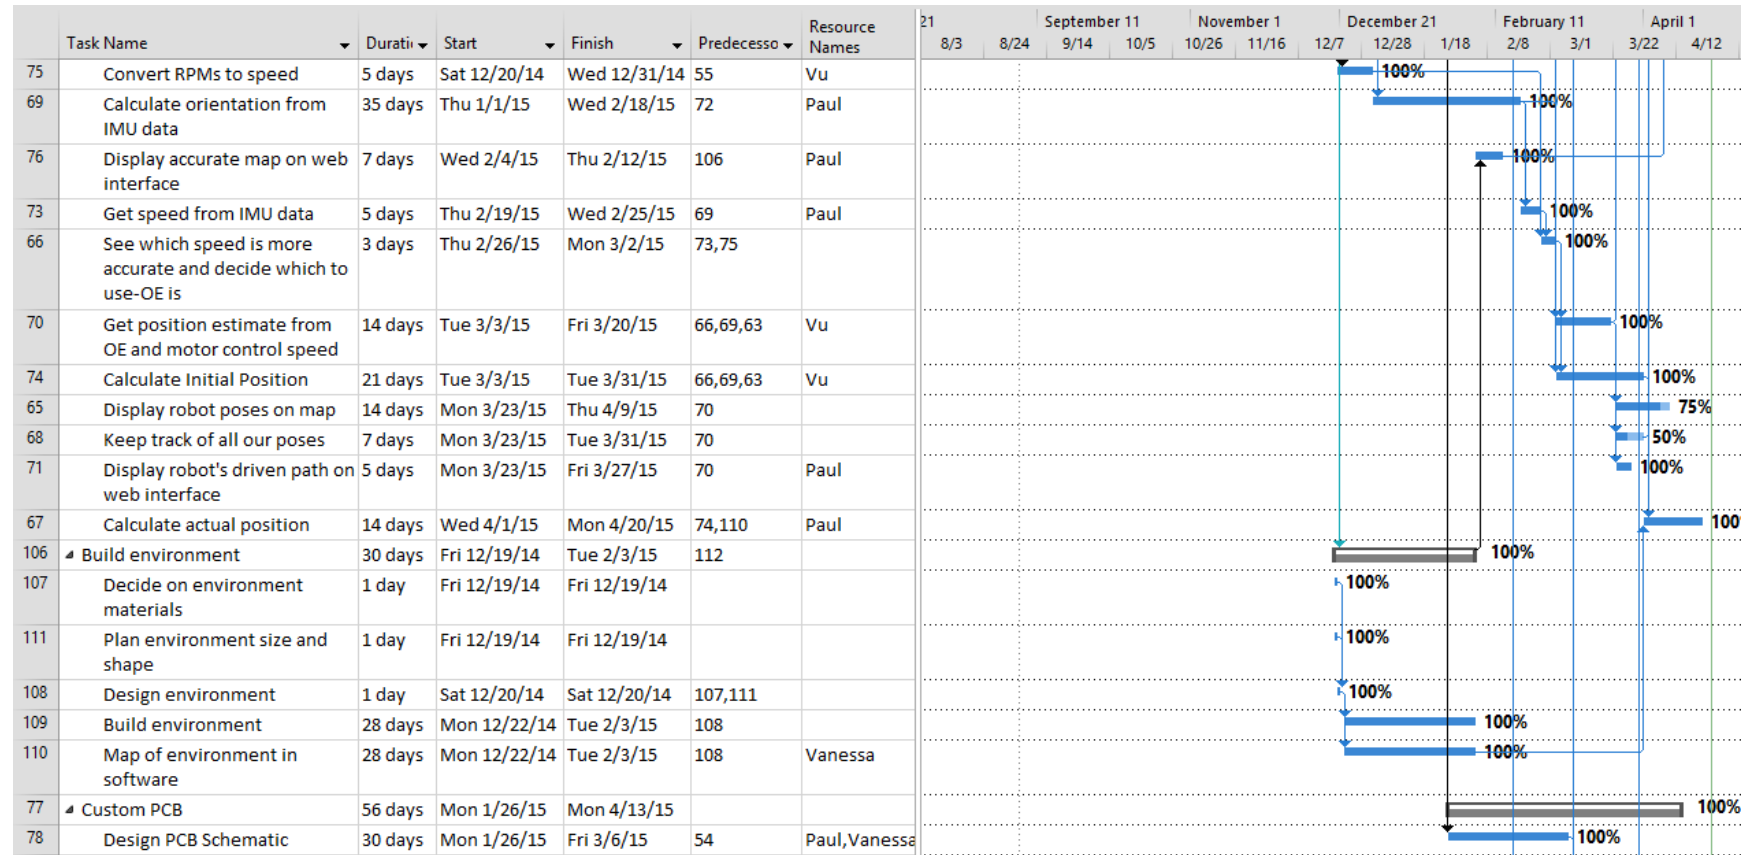 21 September 11 November 1 December 21 February 11 April 1
Task Name Durati Start Finish Predecesso Resource Names
8/3 8/24 9/14 10/5 10/26 11/16 12/7 12/28 1/18 2/8 3/1 3/22 4/12
75 Convert RPMs to speed 5 days Sat 12/20/14 Wed 12/31/14 55 Vu 100%
69 Calculate orientation from 35 days Thu 1/1/15 Wed 2/18/15 72 Paul 100%
IMU data
76 Display accurate map on web 7 days Wed 2/4/15 Thu 2/12/15 106 Paul 100%
interface
73 Get speed from IMU data 5 days Thu 2/19/15 Wed 2/25/15 69 Paul 100%
66 See which speed is more 3 days Thu 2/26/15 Mon 3/2/15 73,75 100%
accurate and decide which to
use-OE is
70 Get position estimate from 14 days Tue 3/3/15 Fri 3/20/15 66,69,63 Vu 100%
OE and motor control speed
74 Calculate Initial Position 21 days Tue 3/3/15 Tue 3/31/15 66,69,63 Vu 100%
65 Display robot poses on map 14 days Mon 3/23/15 Thu 4/9/15 70 75%
68 Keep track of all our poses 7 days Mon 3/23/15 Tue 3/31/15 70 50%
71 Display robot's driven path on 5 days Mon 3/23/15 Fri 3/27/15 70 Paul 100%
web interface
67 Calculate actual position 14 days Wed 4/1/15 Mon 4/20/15 74,110 Paul 100
106 Build environment 30 days Fri 12/19/14 Tue 2/3/15 112 100%
107 Decide on environment 1 day Fri 12/19/14 Fri 12/19/14 100%
materials
111 Plan environment size and 1 day Fri 12/19/14 Fri 12/19/14 100%
shape
108 Design environment 1 day Sat 12/20/14 Sat 12/20/14 107,111 100%
109 Build environment 28 days Mon 12/22/14 Tue 2/3/15 108 100%
110 Map of environment in 28 days Mon 12/22/14 Tue 2/3/15 108 Vanessa 100%
software
77 Custom PCB 56 days Mon 1/26/15 Mon 4/13/15 100%
78 Design PCB Schematic 30 days Mon 1/26/15 Fri 3/6/15 54 Paul,Vanessa 100%